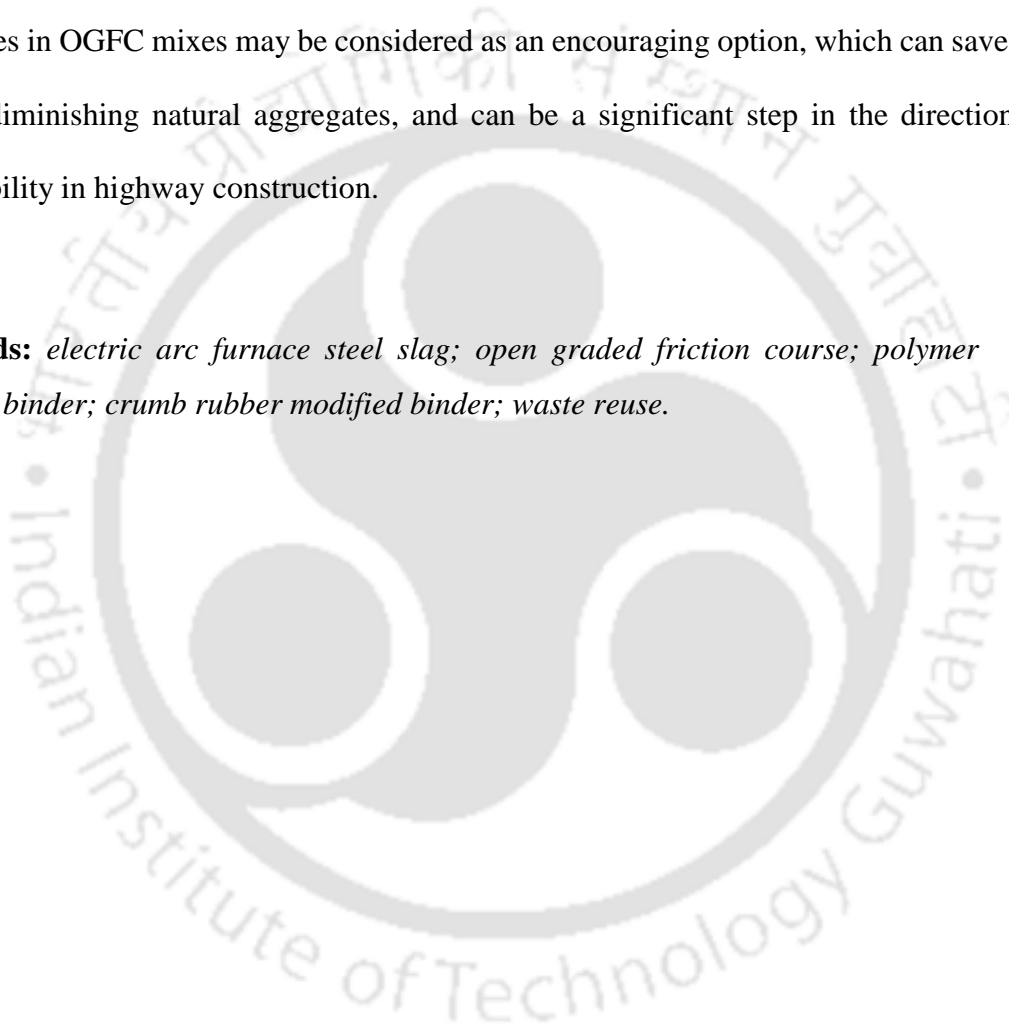 es in OGFC mixes may be considered as an encouraging option, which can save
diminishing natural aggregates, and can be a significant step in the direction
bility in highway construction.
ds: electric arc furnace steel slag; open graded friction course; polymer
binder; crumb rubber modified binder; waste reuse.
भारतीय प्रौद्योगिकी संस्थान गुवाहाटी
• Indian Institute of Technology Guwahati •